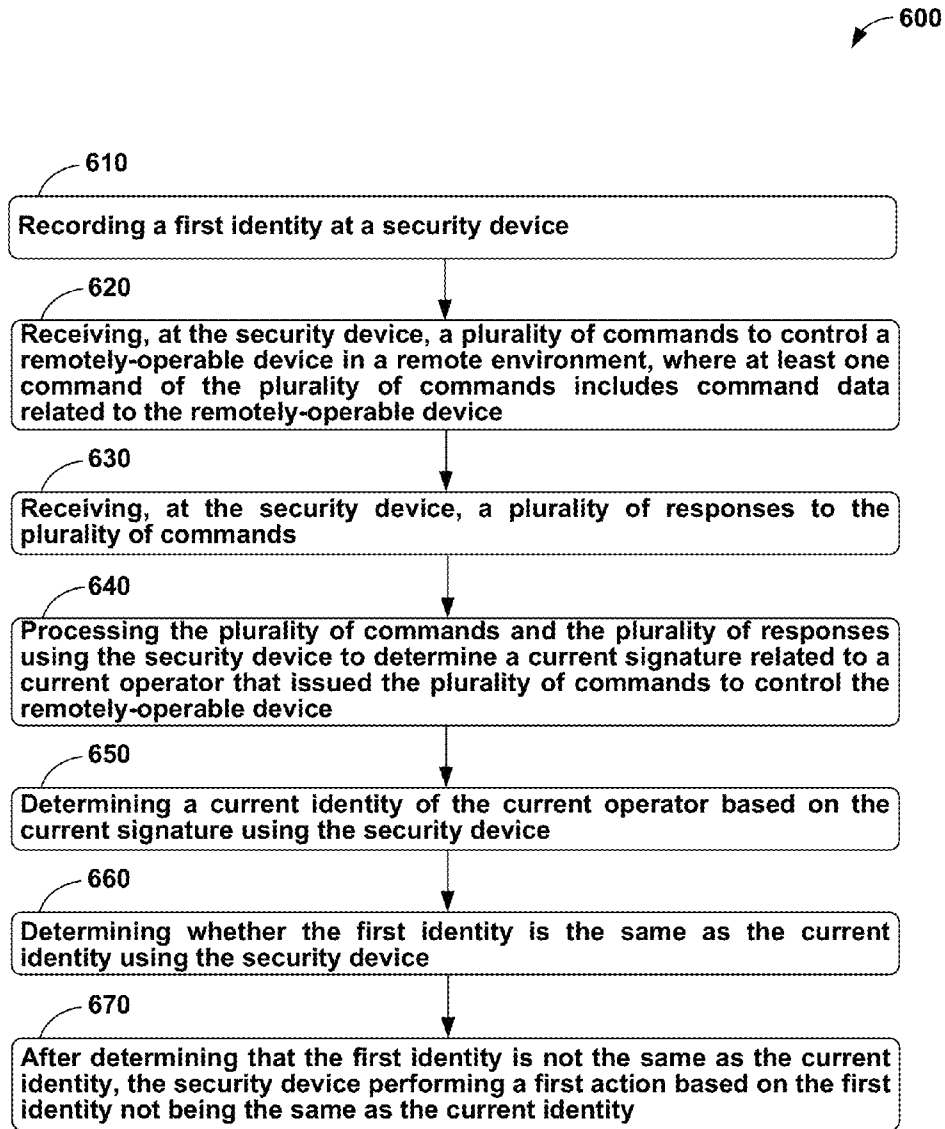 600
610
Recording a first identity at a security device
620
Receiving, at the security device, a plurality of commands to control a
remotely-operable device in a remote environment, where at least one
command of the plurality of commands includes command data
related to the remotely-operable device
630
Receiving, at the security device, a plurality of responses to the
plurality of commands
640
Processing the plurality of commands and the plurality of responses
using the security device to determine a current signature related to a
current operator that issued the plurality of commands to control the
remotely-operable device
650
Determining a current identity of the current operator based on the
current signature using the security device
660
Determining whether the first identity is the same as the current
identity using the security device
670
After determining that the first identity is not the same as the current
identity, the security device performing a first action based on the first
identity not being the same as the current identity